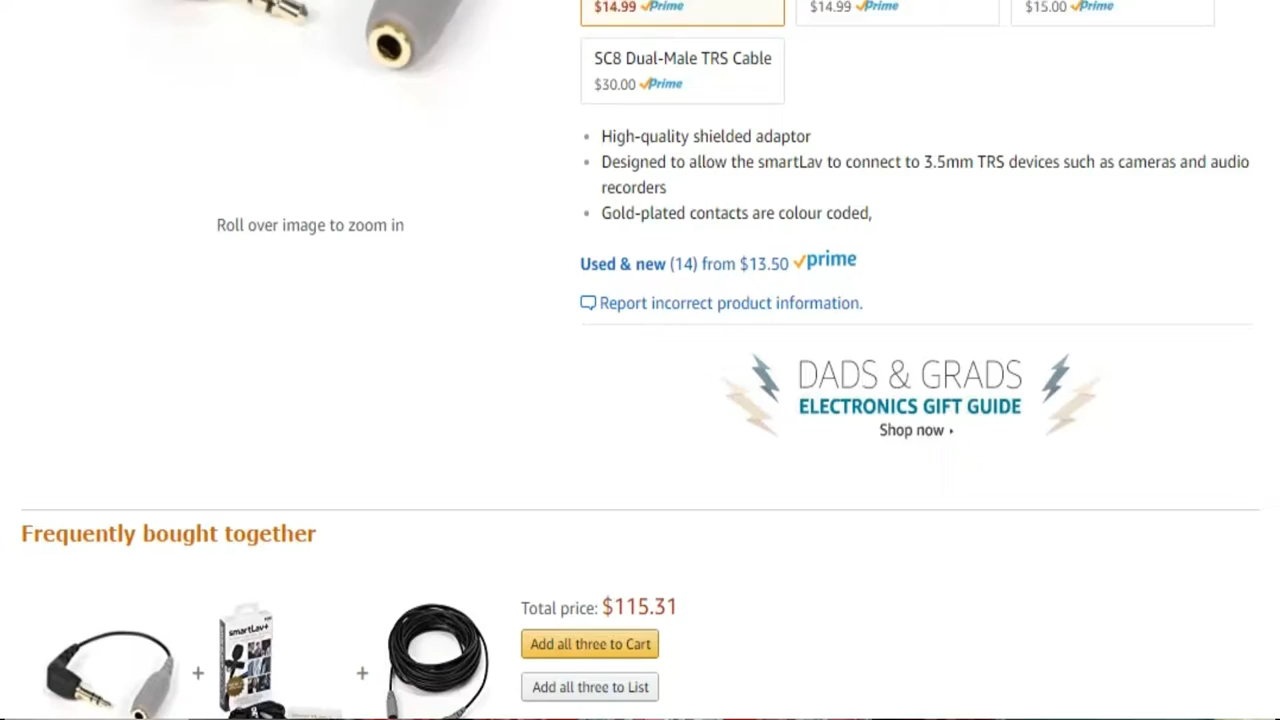 $14.99 Prime
$14.99 Prime
$15.00 Prime
SC8 Dual-Male TRS Cable
$30.00 Prime
High-quality shielded adaptor
Designed to allow the smartLav to connect to 3.5mm TRS devices such as cameras and audio
recorders
Gold-plated contacts are colour coded,
Roll over image to zoom in
Used & new (14) from $13.50 prime
Report incorrect product information.
DADS & GRADS
ELECTRONICS GIFT GUIDE
Shop now
Frequently bought together
smartLav+
+
+
Total price: $115.31
Add all three to Cart
Add all three to List